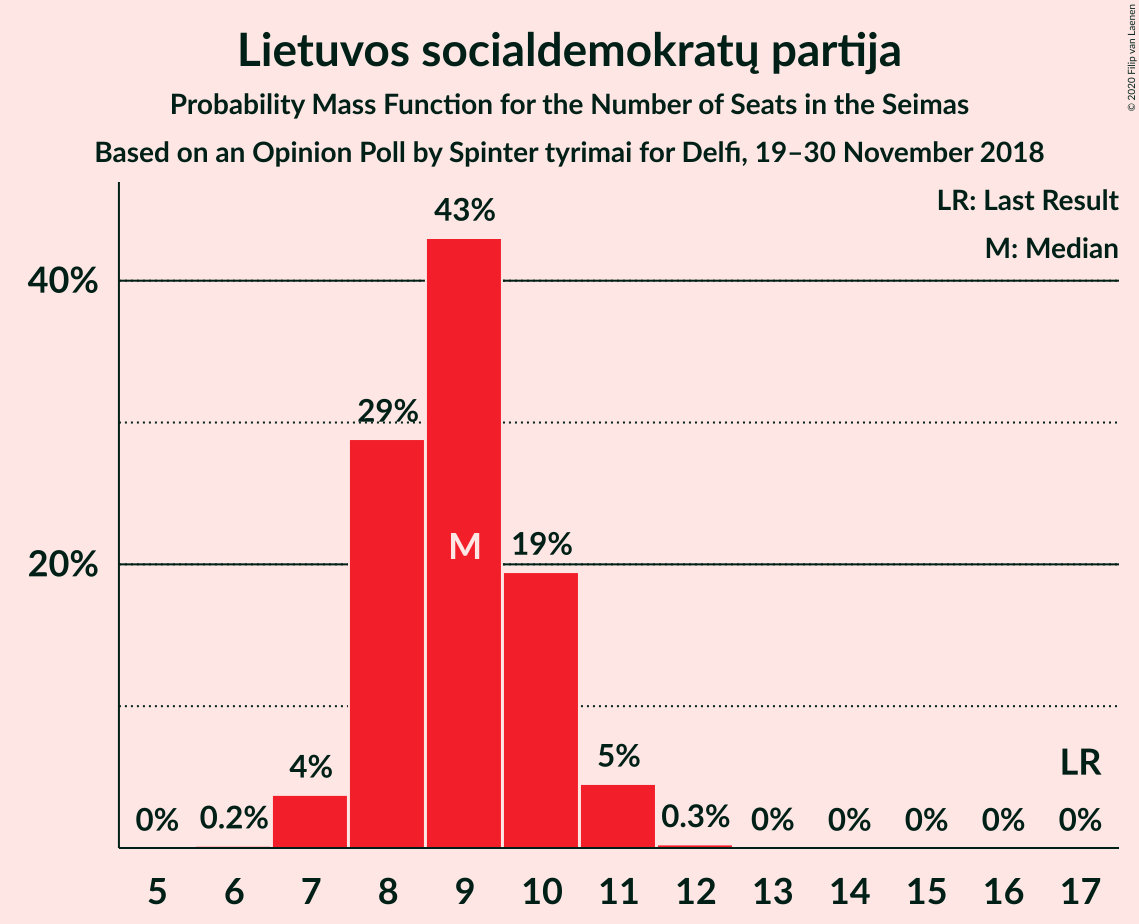 Lietuvos socialdemokratų partija
Probability Mass Function for the Number of Seats in the Seimas
Based on an Opinion Poll by Spinter tyrimai for Delfi, 19–30 November 2018
© 2020 Filip van Laenen
LR: Last Result
M: Median
40%
20%
0% 0.2% 4% 29% 43% 19% 5% 0.3% 0% 0% 0% 0% 0%
M
LR
5 6 7 8 9 10 11 12 13 14 15 16 17